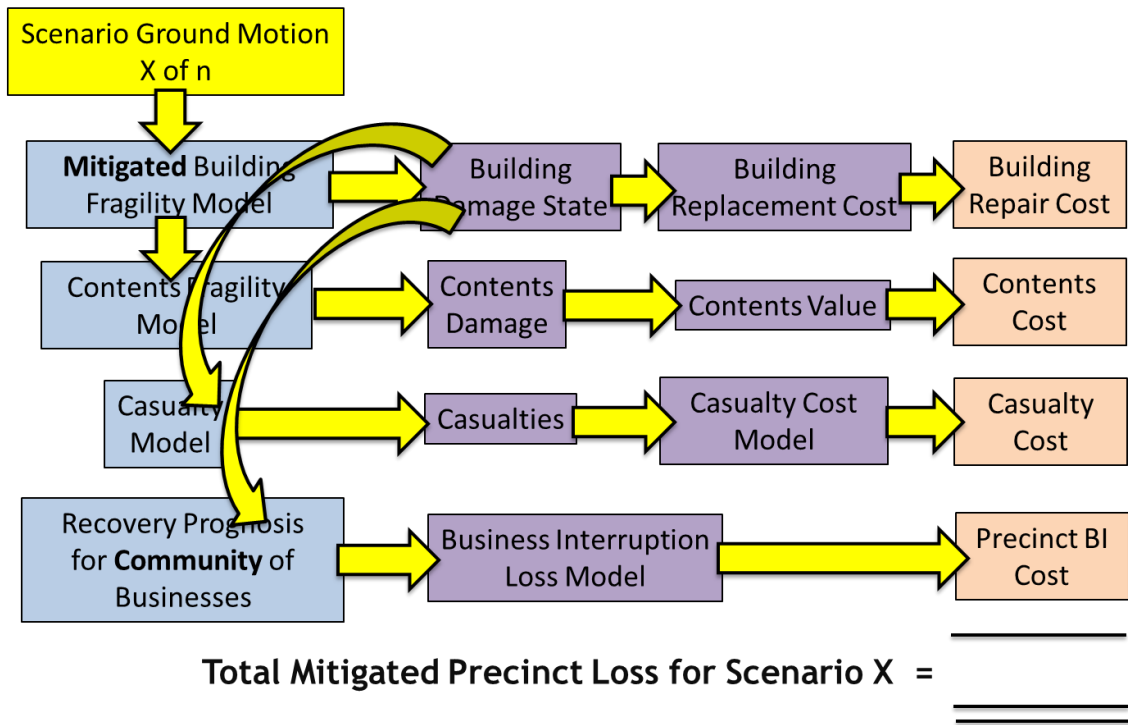 Scenario Ground Motion
X of n
Mitigated Building
Fragility Model
Building
Damage State
Building
Replacement Cost
Building
Repair Cost
Contents Fragility
Model
Contents
Damage
Contents Value
Contents
Cost
Casualty
Model
Casualties
Casualty Cost
Model
Casualty
Cost
Recovery Prognosis
for Community of
Businesses
Business Interruption
Loss Model
Precinct BI
Cost
Total Mitigated Precinct Loss for Scenario X =